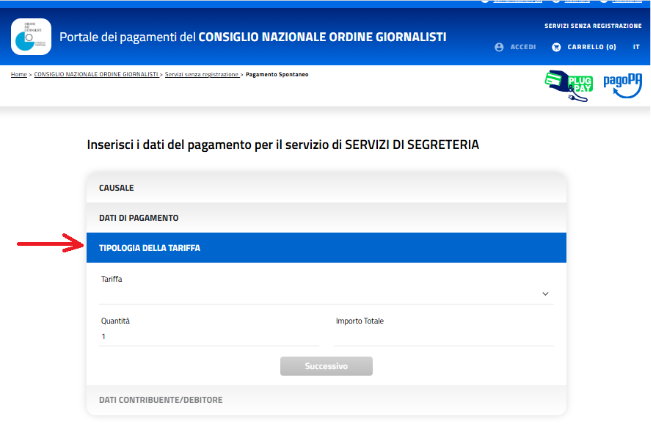 SERVIZI SENZA REGISTRAZIONE
Portale dei pagamenti del CONSIGLIO NAZIONALE ORDINE GIORNALISTI
ACCEDI
CARRELLO (0)
IT
Home > CONSIGLIO NAZIONALE ORDINE GIORNALISTI > Servizi senza registrazione > Pagamento Spontaneo
PLUG
&PAY
pagoPA
Inserisci i dati del pagamento per il servizio di SERVIZI DI SEGRETERIA
CAUSALE
DATI DI PAGAMENTO
TIPOLOGIA DELLA TARIFFA
Tariffa
Quantità
Importo Totale
1
Successivo
DATI CONTRIBUENTE/DEBITORE